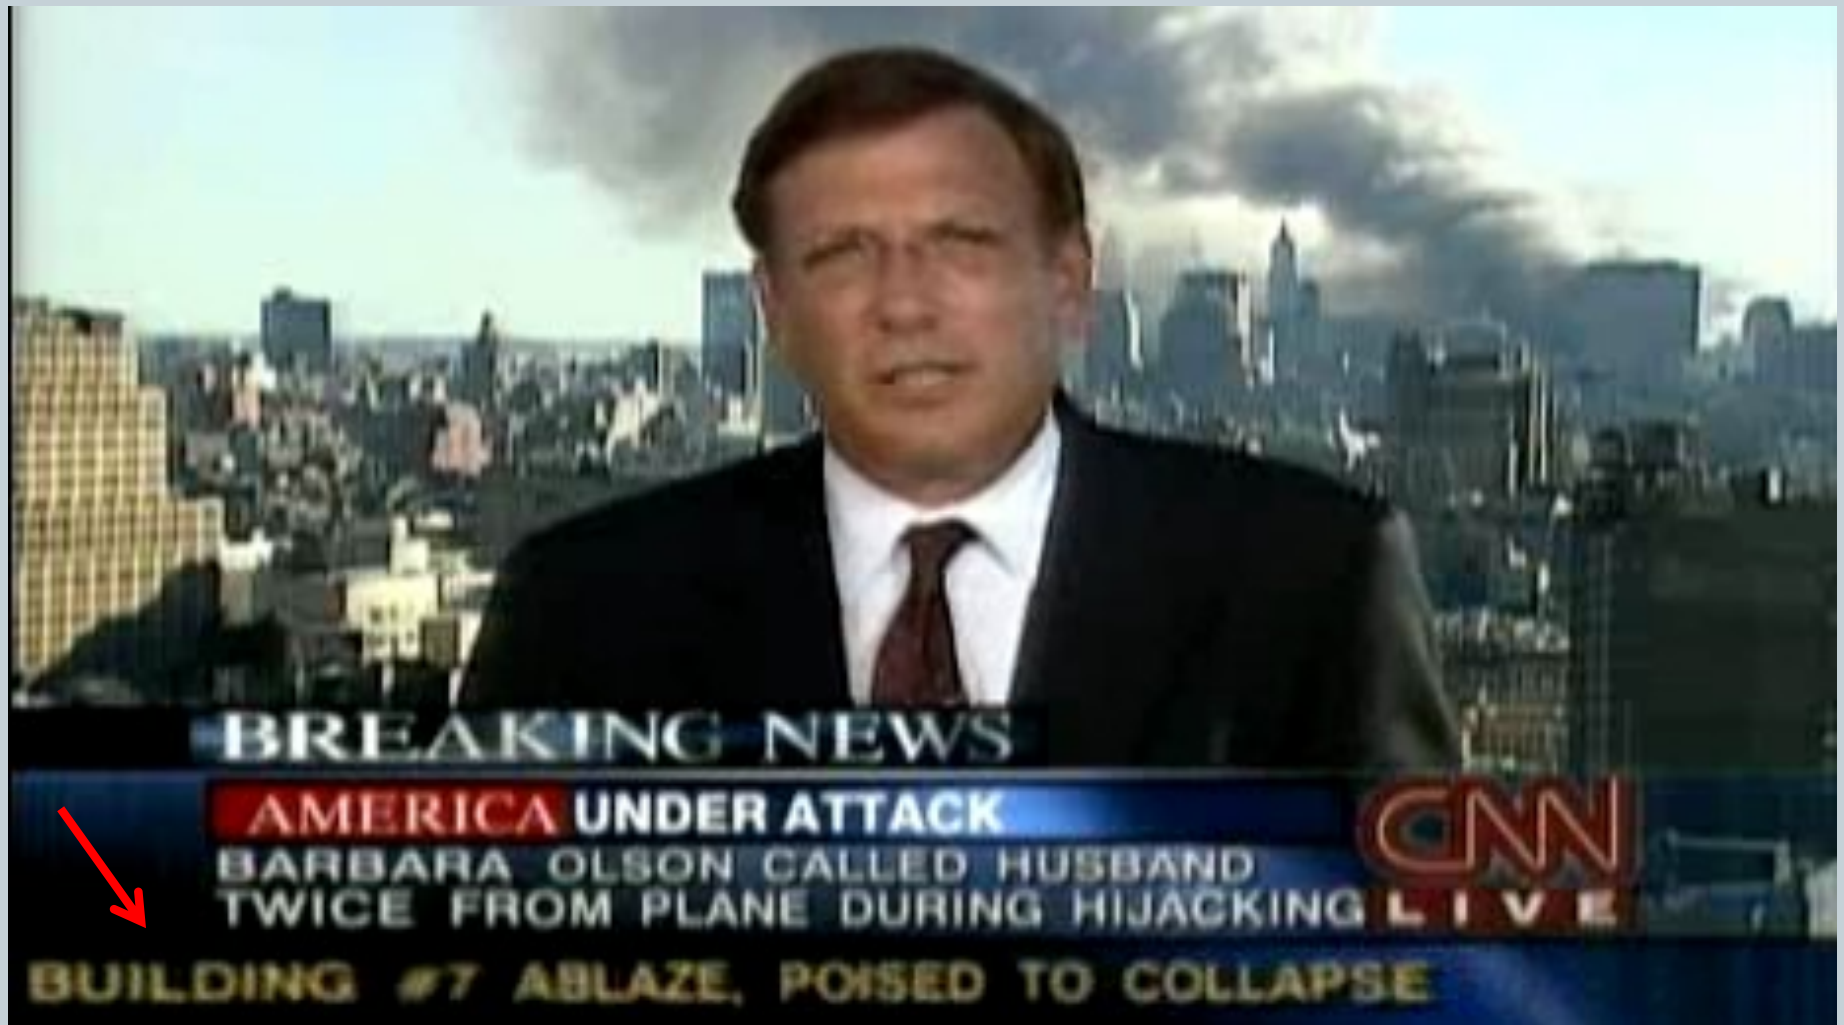 BREAKING NEWS
AMERICA UNDER ATTACK
BARBARA OLSON CALLED HUSBAND
TWICE FROM PLANE DURING HIJACKING
CNN
LIVE
BUILDING #7 ABLAZE, POISED TO COLLAPSE